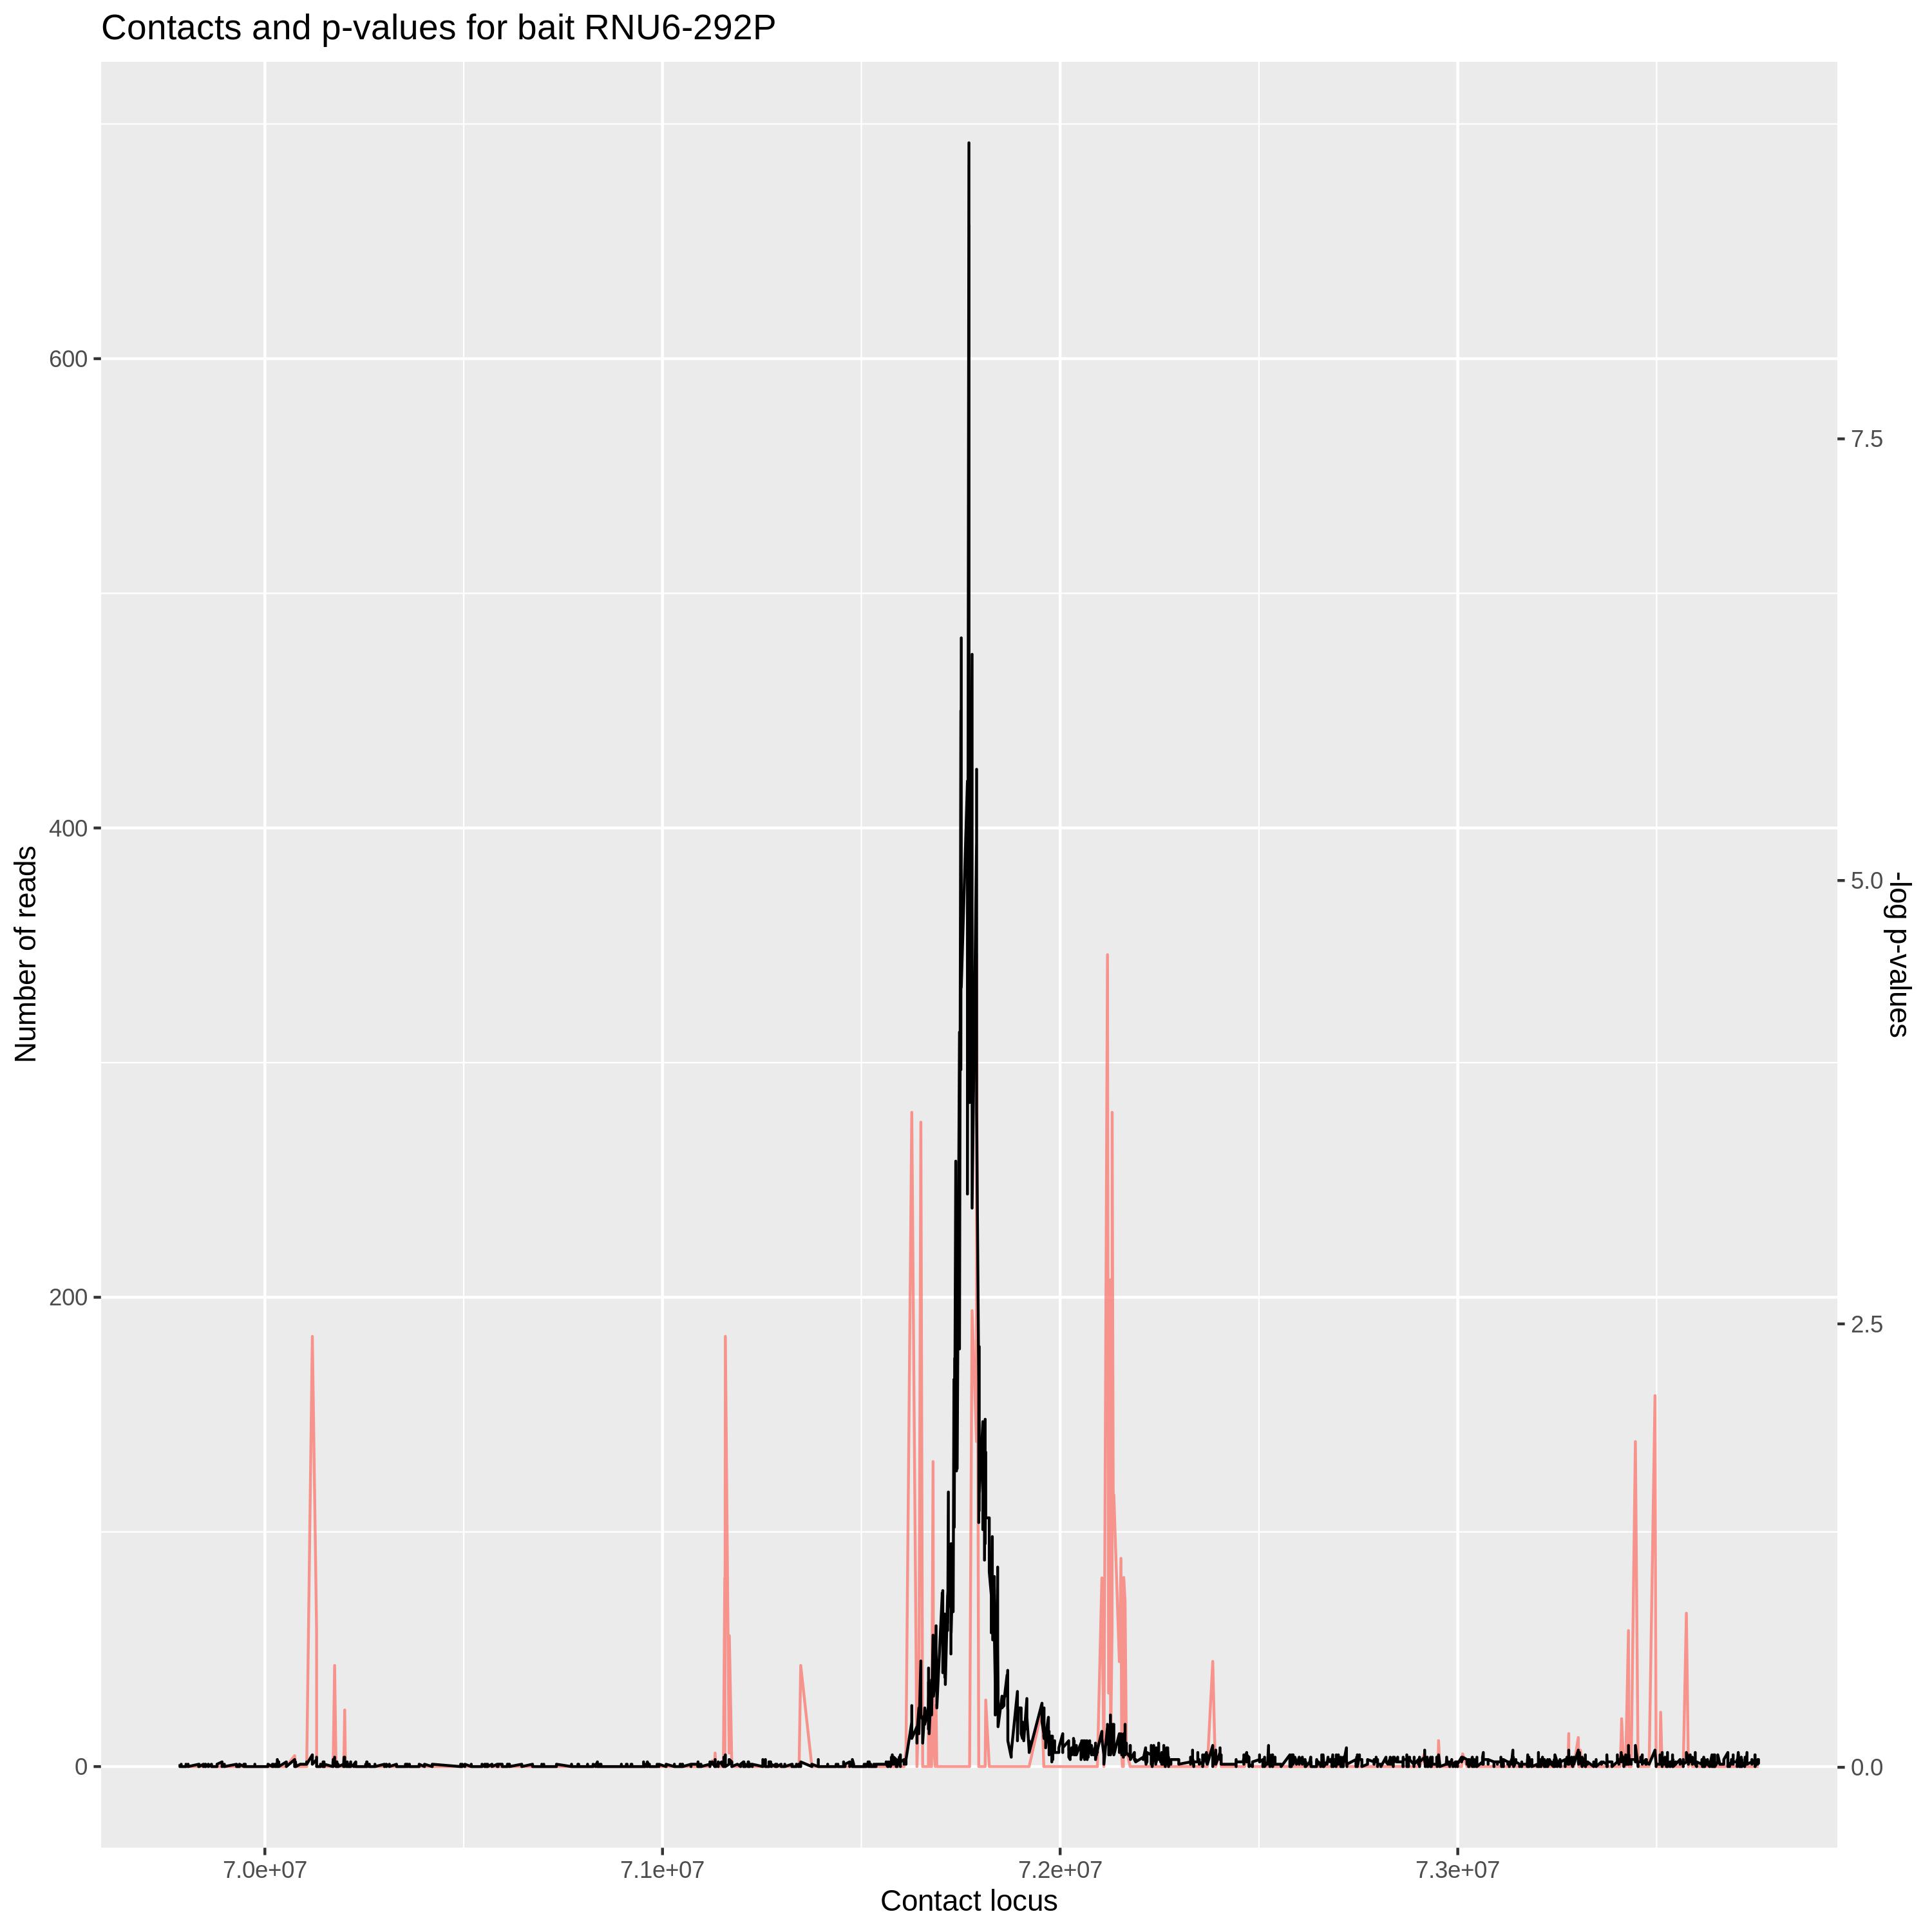 Contacts and p-values for bait RNU6-292P
600
400
200
0
Number of reads
7.5
5.0
2.5
0.0
-log p-values
7.0e+07
7.1e+07
7.2e+07
7.3e+07
Contact locus